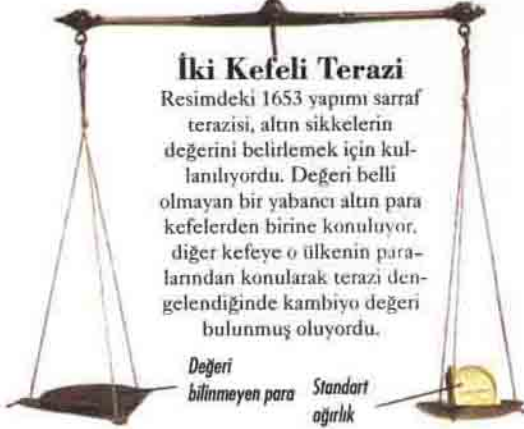 İki Kefeli Terazi
Resimdeki 1653 yapımı sarraf
terazisi, altın sikkelerin
değerini belirlemek için kul-
lanılıyordu. Değeri belli
olmayan bir yabancı altın para
kefelerden birine konuluyor,
diğer kefeye o ülkenin para-
larından konularak terazi den-
gelendiğinde kambiyo değeri
bulunmuş oluyordu.
Değeri
bilinmeyen para
Standart
ağırlık